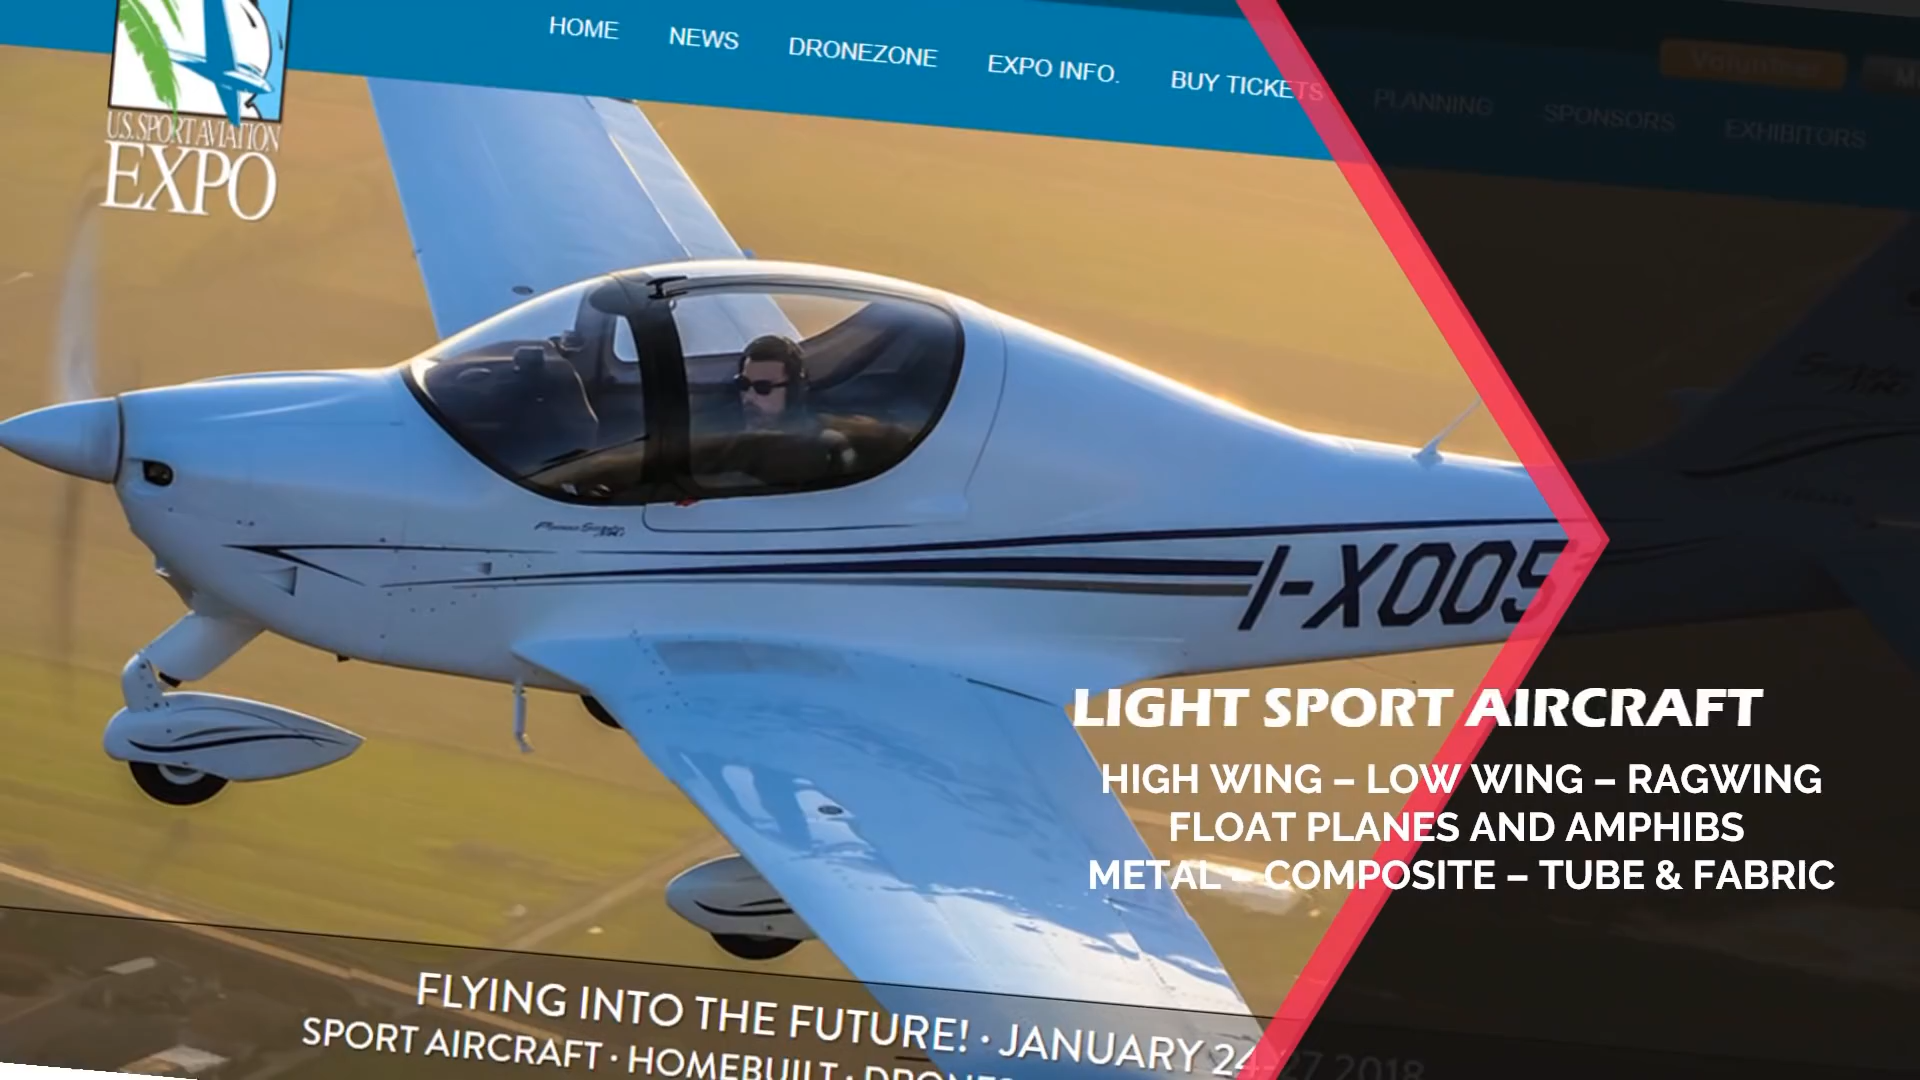 HOME NEWS DRONEZONE EXPO INFO. BUY TICKETS PLANNING SPONSORS EXHIBITORS
Volunteer
U.S. SPORT AVIATION
EXPO
I-X005
LIGHT SPORT AIRCRAFT
HIGH WING – LOW WING – RAGWING
FLOAT PLANES AND AMPHIBS
METAL – COMPOSITE – TUBE & FABRIC
FLYING INTO THE FUTURE! · JANUARY 24-27 2018
SPORT AIRCRAFT · HOMEBUILT ·